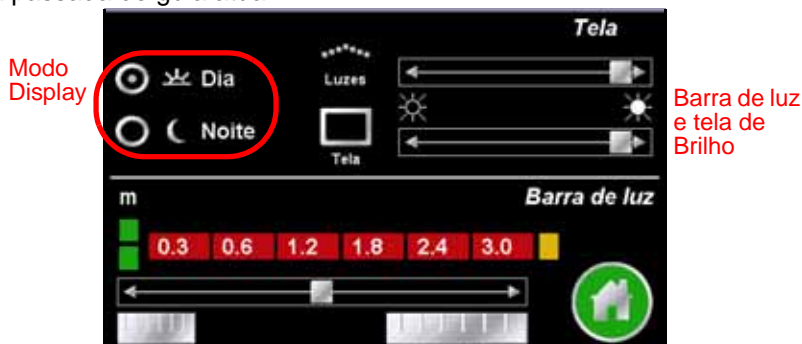 Tela
Modo
Display
Dia
Luzes
Noite
Tela
Barra de luz
e tela de
Brilho
m
Barra de luz
0.3 0.6 1.2 1.8 2.4 3.0